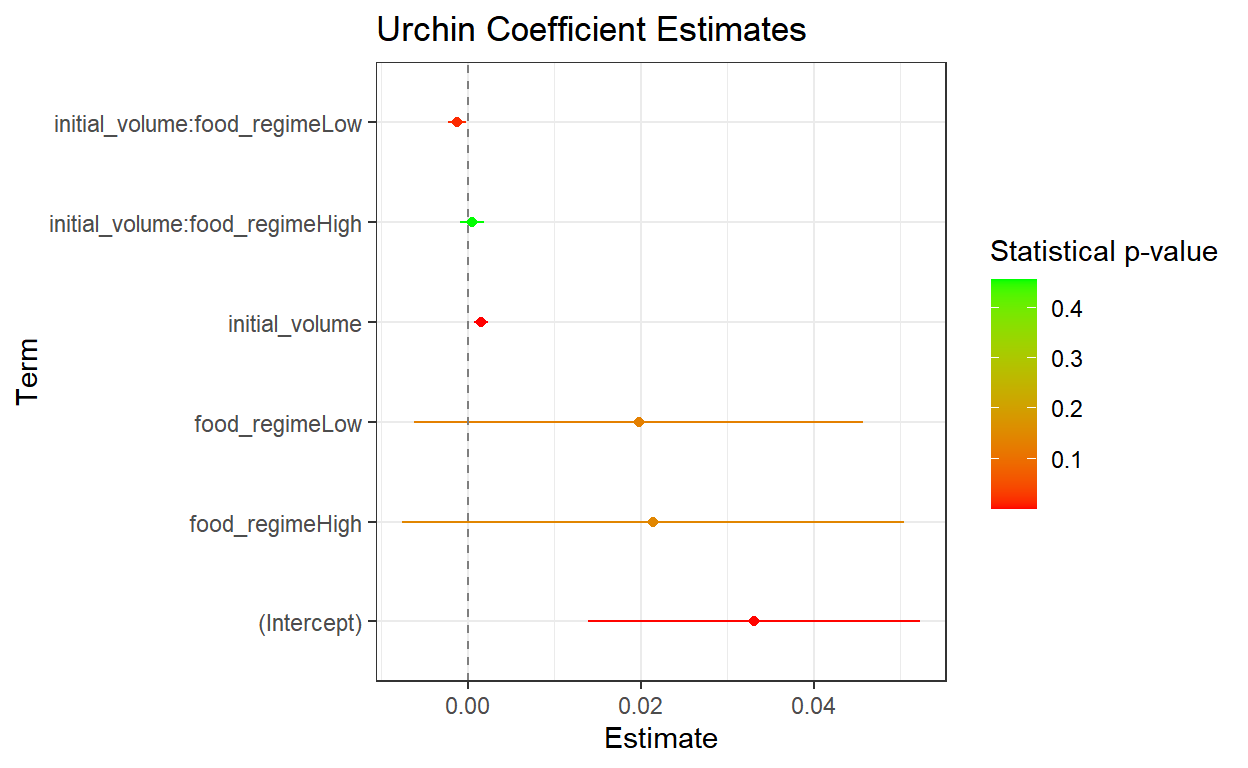 Urchin Coefficient Estimates
initial_volume:food_regimeLow
initial_volume:food_regimeHigh
initial_volume
food_regimeLow
food_regimeHigh
(Intercept)
Term
0.00
0.02
0.04
Estimate
Statistical p-value
0.4
0.3
0.2
0.1